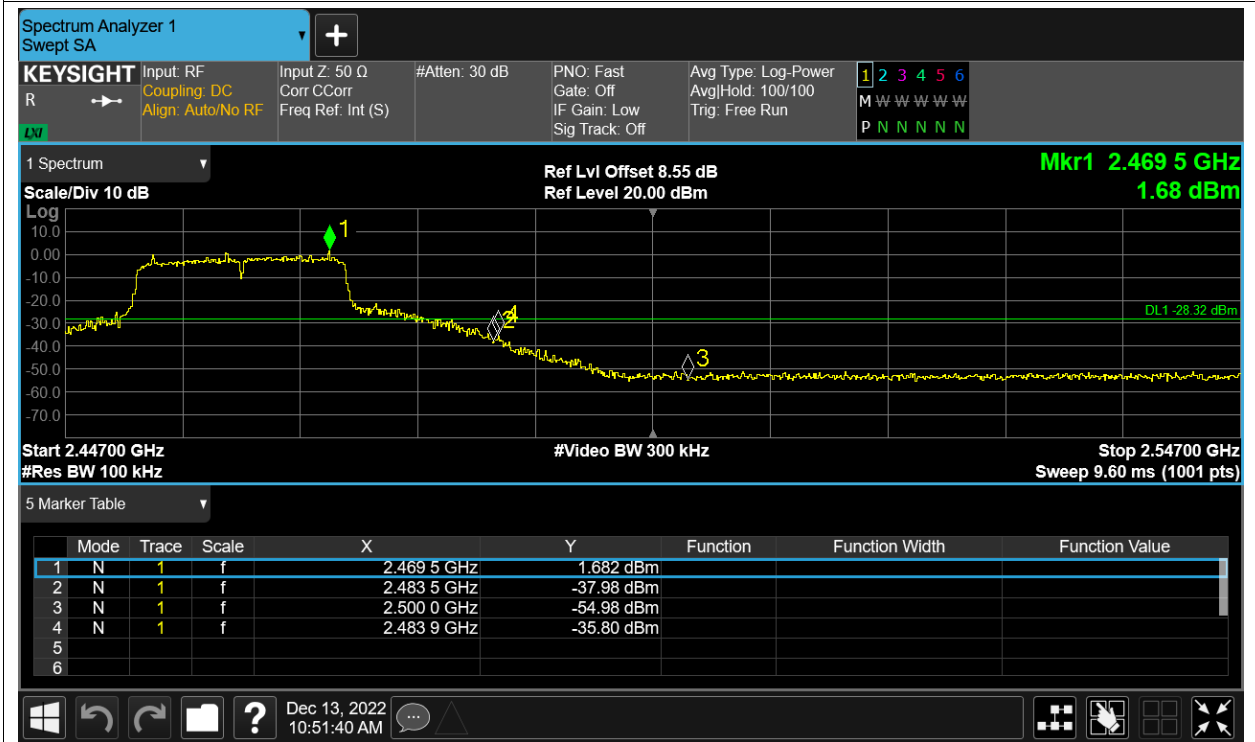 Spectrum Analyzer 1
Swept SA
+
KEYSIGHT Input: RF Input Z: 50 Ω #Atten: 30 dB PNO: Fast Avg Type: Log-Power 1 2 3 4 5 6
R Coupling: DC Corr CCorr Gate: Off Avg|Hold: 100/100 M W W W W W
Align: Auto/No RF Freq Ref: Int (S) IF Gain: Low Trig: Free Run
LXI Sig Track: Off P N N N N N
1 Spectrum Ref Lvl Offset 8.55 dB Mkr1 2.469 5 GHz
Scale/Div 10 dB Ref Level 20.00 dBm 1.68 dBm
Log
10.0
1
0.00
-10.0
-20.0
DL1 -28.32 dBm
-30.0
2 4
-40.0
3
-50.0
-60.0
-70.0
Start 2.44700 GHz #Video BW 300 kHz Stop 2.54700 GHz
#Res BW 100 kHz Sweep 9.60 ms (1001 pts)
5 Marker Table
Mode Trace Scale X Y Function Function Width Function Value
1 N 1 f 2.469 5 GHz 1.682 dBm
2 N 1 f 2.483 5 GHz -37.98 dBm
3 N 1 f 2.500 0 GHz -54.98 dBm
4 N 1 f 2.483 9 GHz -35.80 dBm
5
6
? Dec 13, 2022
10:51:40 AM